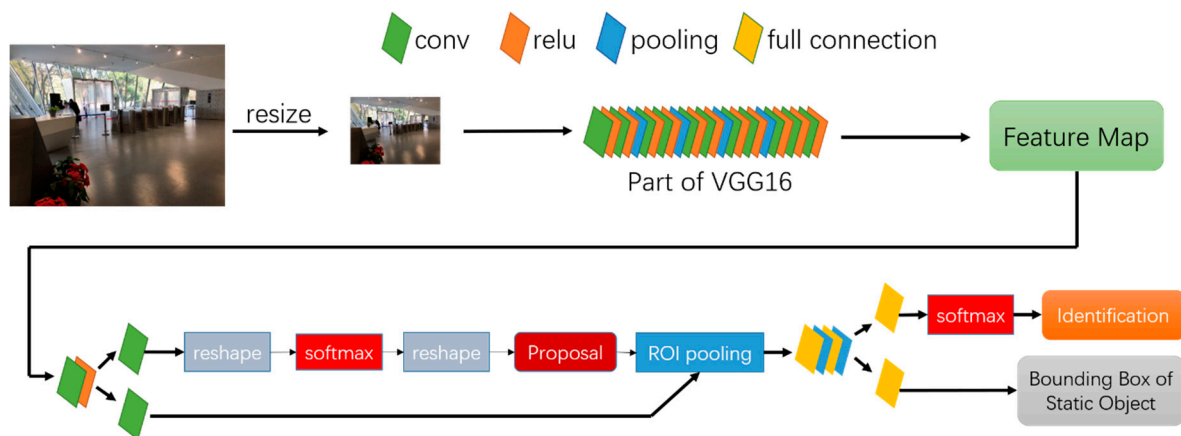 conv
relu
pooling
full connection
resize
Part of VGG16
Feature Map
reshape
softmax
reshape
Proposal
ROI pooling
softmax
Identification
Bounding Box of
Static Object